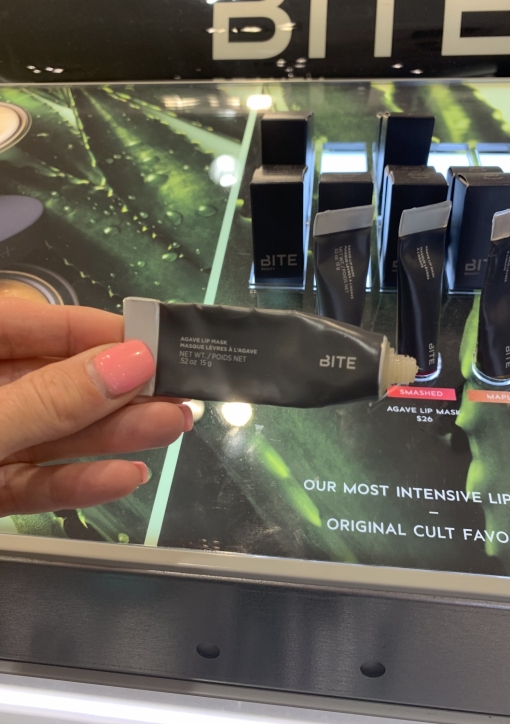 BITE
BITE
AGAVE LIP MASK
MASQUE LÈVRES À L'AGAVE
NET WT. / POIDS NET
.52 oz 15 g
BITE
BITE
SMASHED
AGAVE LIP MASK
$26
OUR MOST INTENSIVE LIP
–
ORIGINAL CULT FAVO